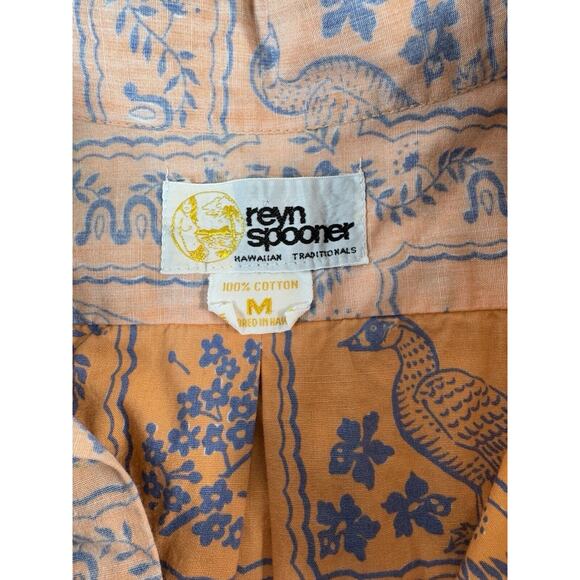 reyn
spooner
HAWAIIAN TRADITIONALS
100% COTTON
M